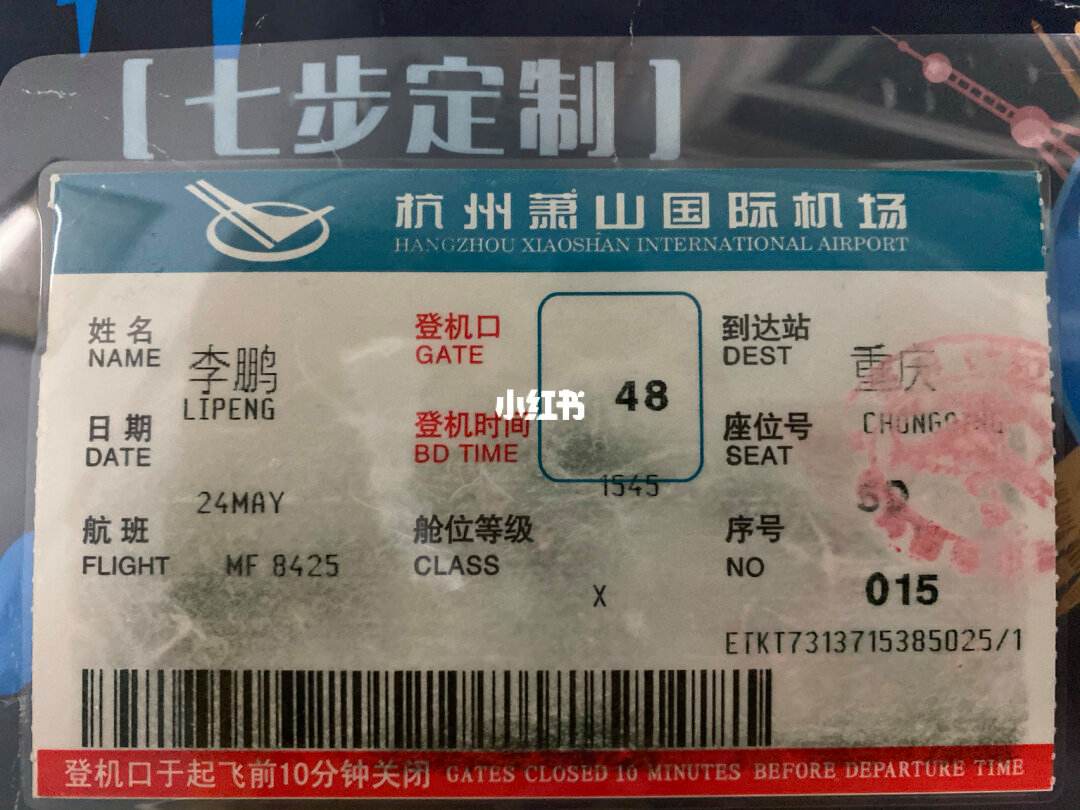 [七步定制]
杭州萧山国际机场
HANGZHOU XIAOSHAN INTERNATIONAL AIRPORT
姓名 李鹏
NAME LIPENG
登机口 48
GATE
到达站 重庆
DEST CHONGQING
日期 24MAY
DATE
登机时间 1545
BD TIME
小红书
座位号
SEAT
航班 MF 8425
FLIGHT
舱位等级 X
CLASS
序号 015
NO
ETKT7313715385025/1
登机口于起飞前10分钟关闭 GATES CLOSED 10 MINUTES BEFORE DEPARTURE TIME